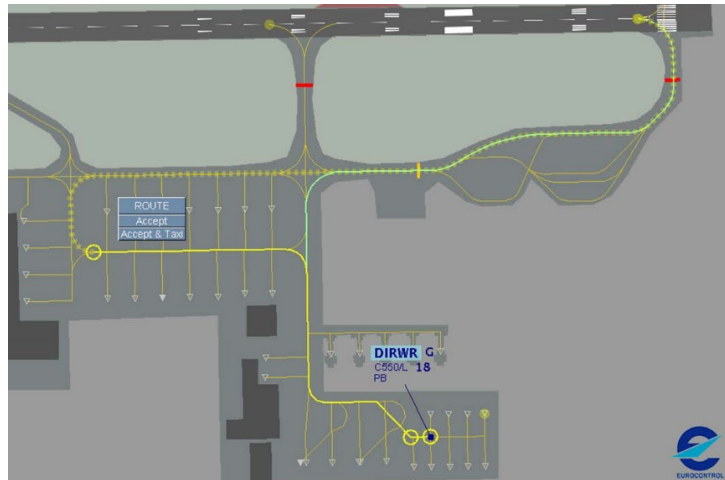 ROUTE
Accept
Accept & Taxi
DIRWR G
C550/L 18
PB
EUROCONTROL